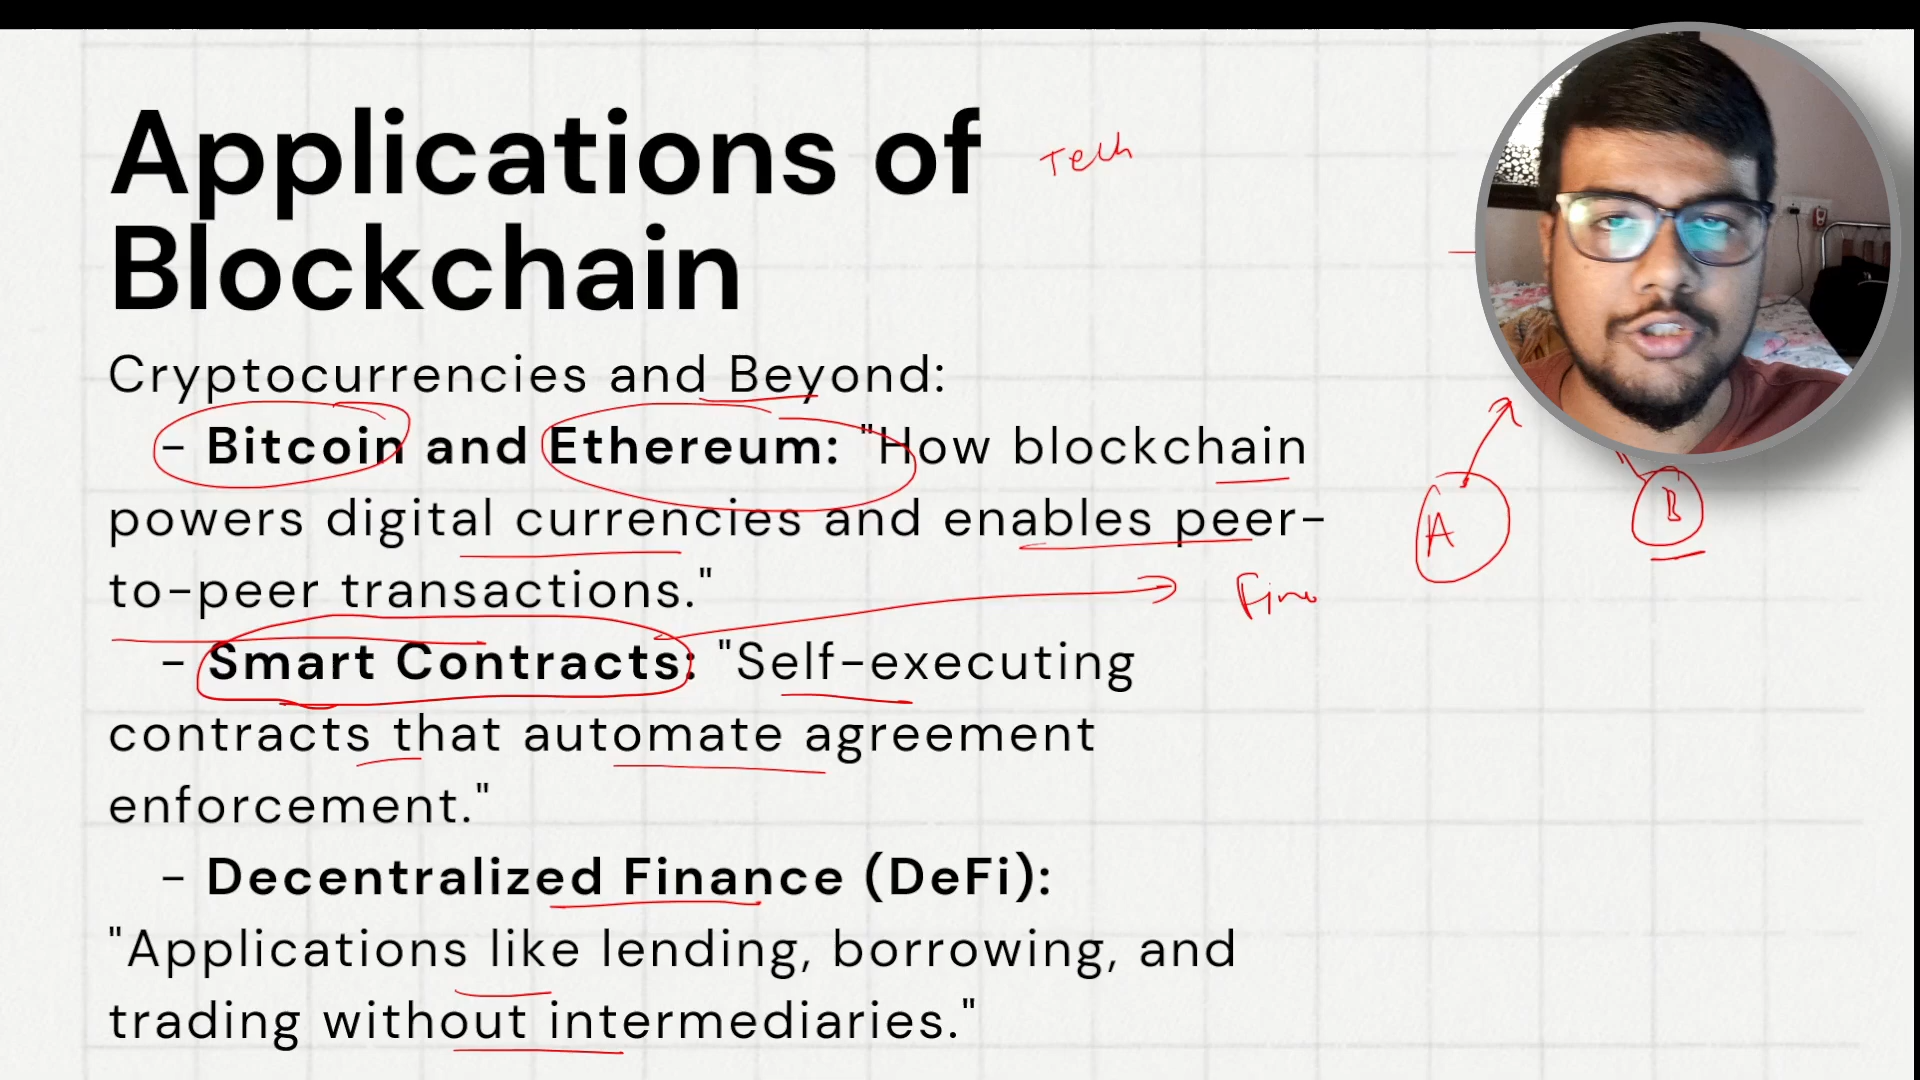 Applications of
Tech
Blockchain
Cryptocurrencies and Beyond:
- Bitcoin and Ethereum: "How blockchain
powers digital currencies and enables peer-
to-peer transactions."
A
B
- Smart Contracts: "Self-executing
contracts that automate agreement
enforcement."
- Decentralized Finance (DeFi):
"Applications like lending, borrowing, and
trading without intermediaries."